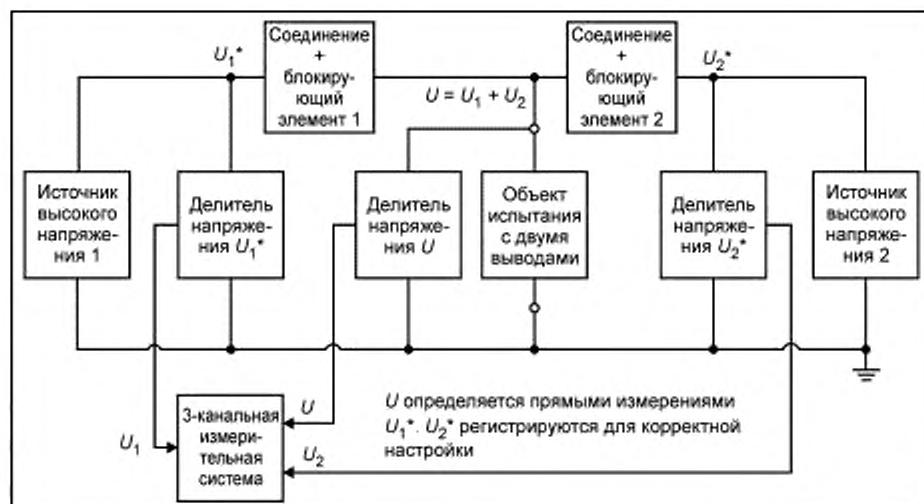 U₁*
Соединение
+
блокиру-
ющий
элемент 1
U = U₁ + U₂
Соединение
+
блокиру-
ющий
элемент 2
U₂*
Источник
высокого
напряже-
ния 1
Делитель
напряже-
ния U₁*
Делитель
напряже-
ния U
Объект
испытания
с двумя
выводами
Делитель
напряже-
ния U₂*
Источник
высокого
напряже-
ния 2
U₁
3-канальная
измери-
тельная
система
U
U₂
U определяется прямыми измерениями
U₁*. U₂* регистрируются для корректной
настройки